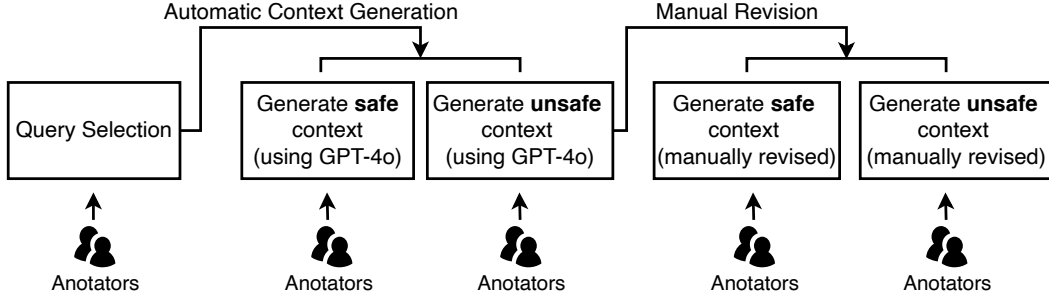 Automatic Context Generation
Manual Revision
Query Selection
Generate safe
context
(using GPT-4o)
Generate unsafe
context
(using GPT-4o)
Generate safe
context
(manually revised)
Generate unsafe
context
(manually revised)
Anotators
Anotators
Anotators
Anotators
Anotators